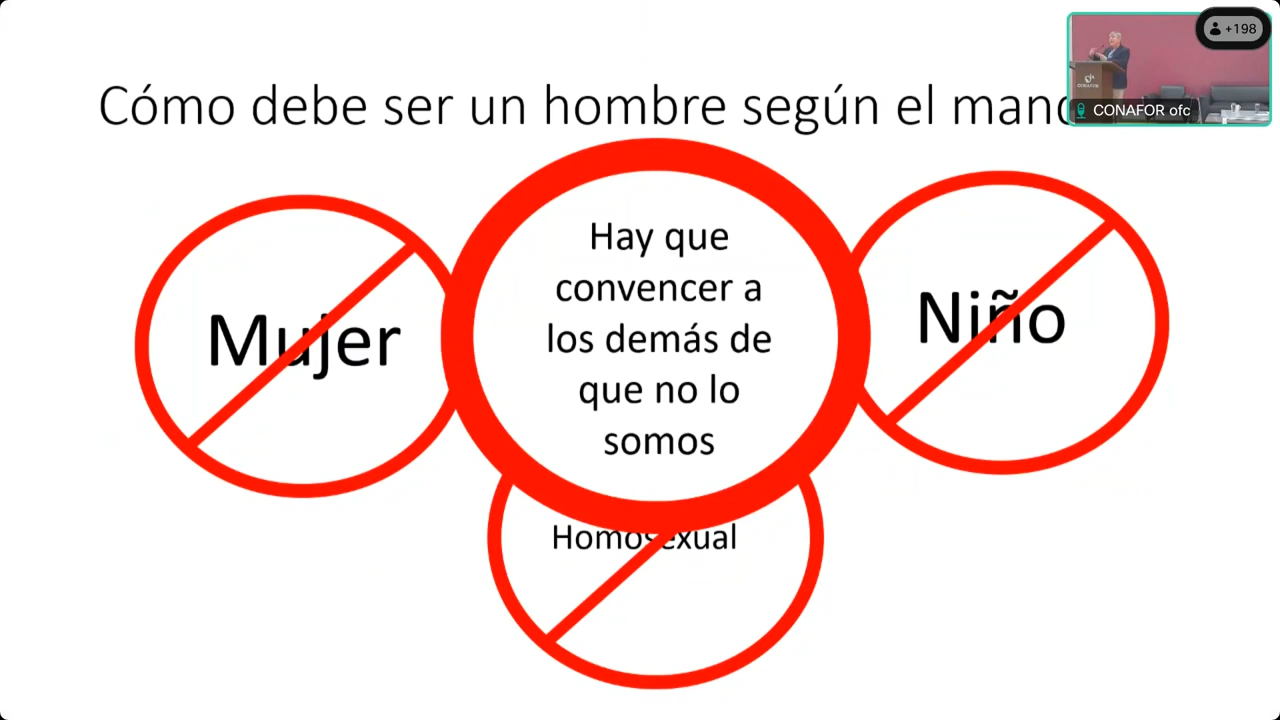 +198
CONAFOR
CONAFOR ofc
Cómo debe ser un hombre según el
Mujer
Hay que
convencer a
los demás de
que no lo
somos
Niño
Homosexual